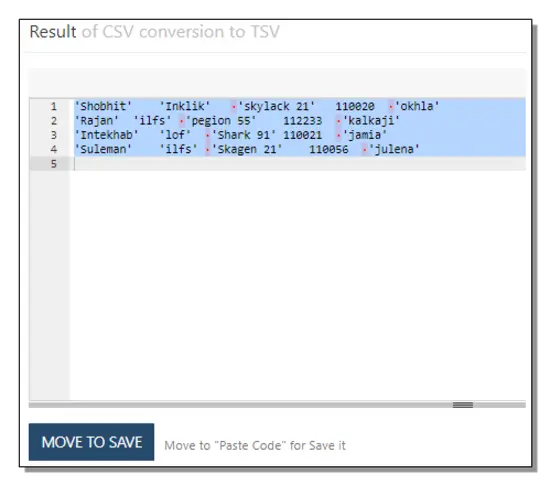 Result of CSV conversion to TSV
1 'Shobhit' 'Inklik' 'skylack 21' 110020 'okhla'
2 'Rajan' 'ilfs' 'pegion 55' 112233 'kalkaji'
3 'Intekhab' 'lof' 'Shark 91' 110021 'jamia'
4 'Suleman' 'ilfs' 'Skagen 21' 110056 'julena'
5
MOVE TO SAVE Move to "Paste Code" for Save it